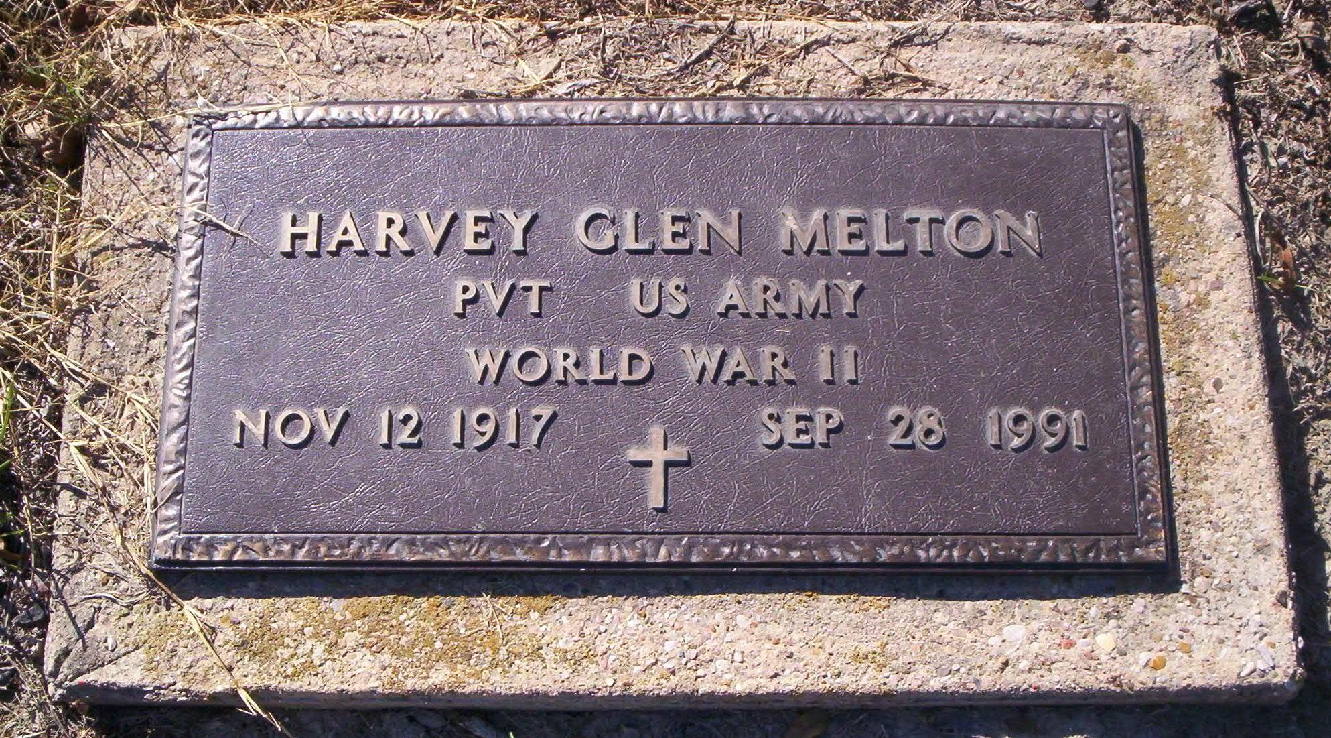 HARVEY GLEN MELTON
PVT US ARMY
WORLD WAR II
NOV 12 1917 SEP 28 1991